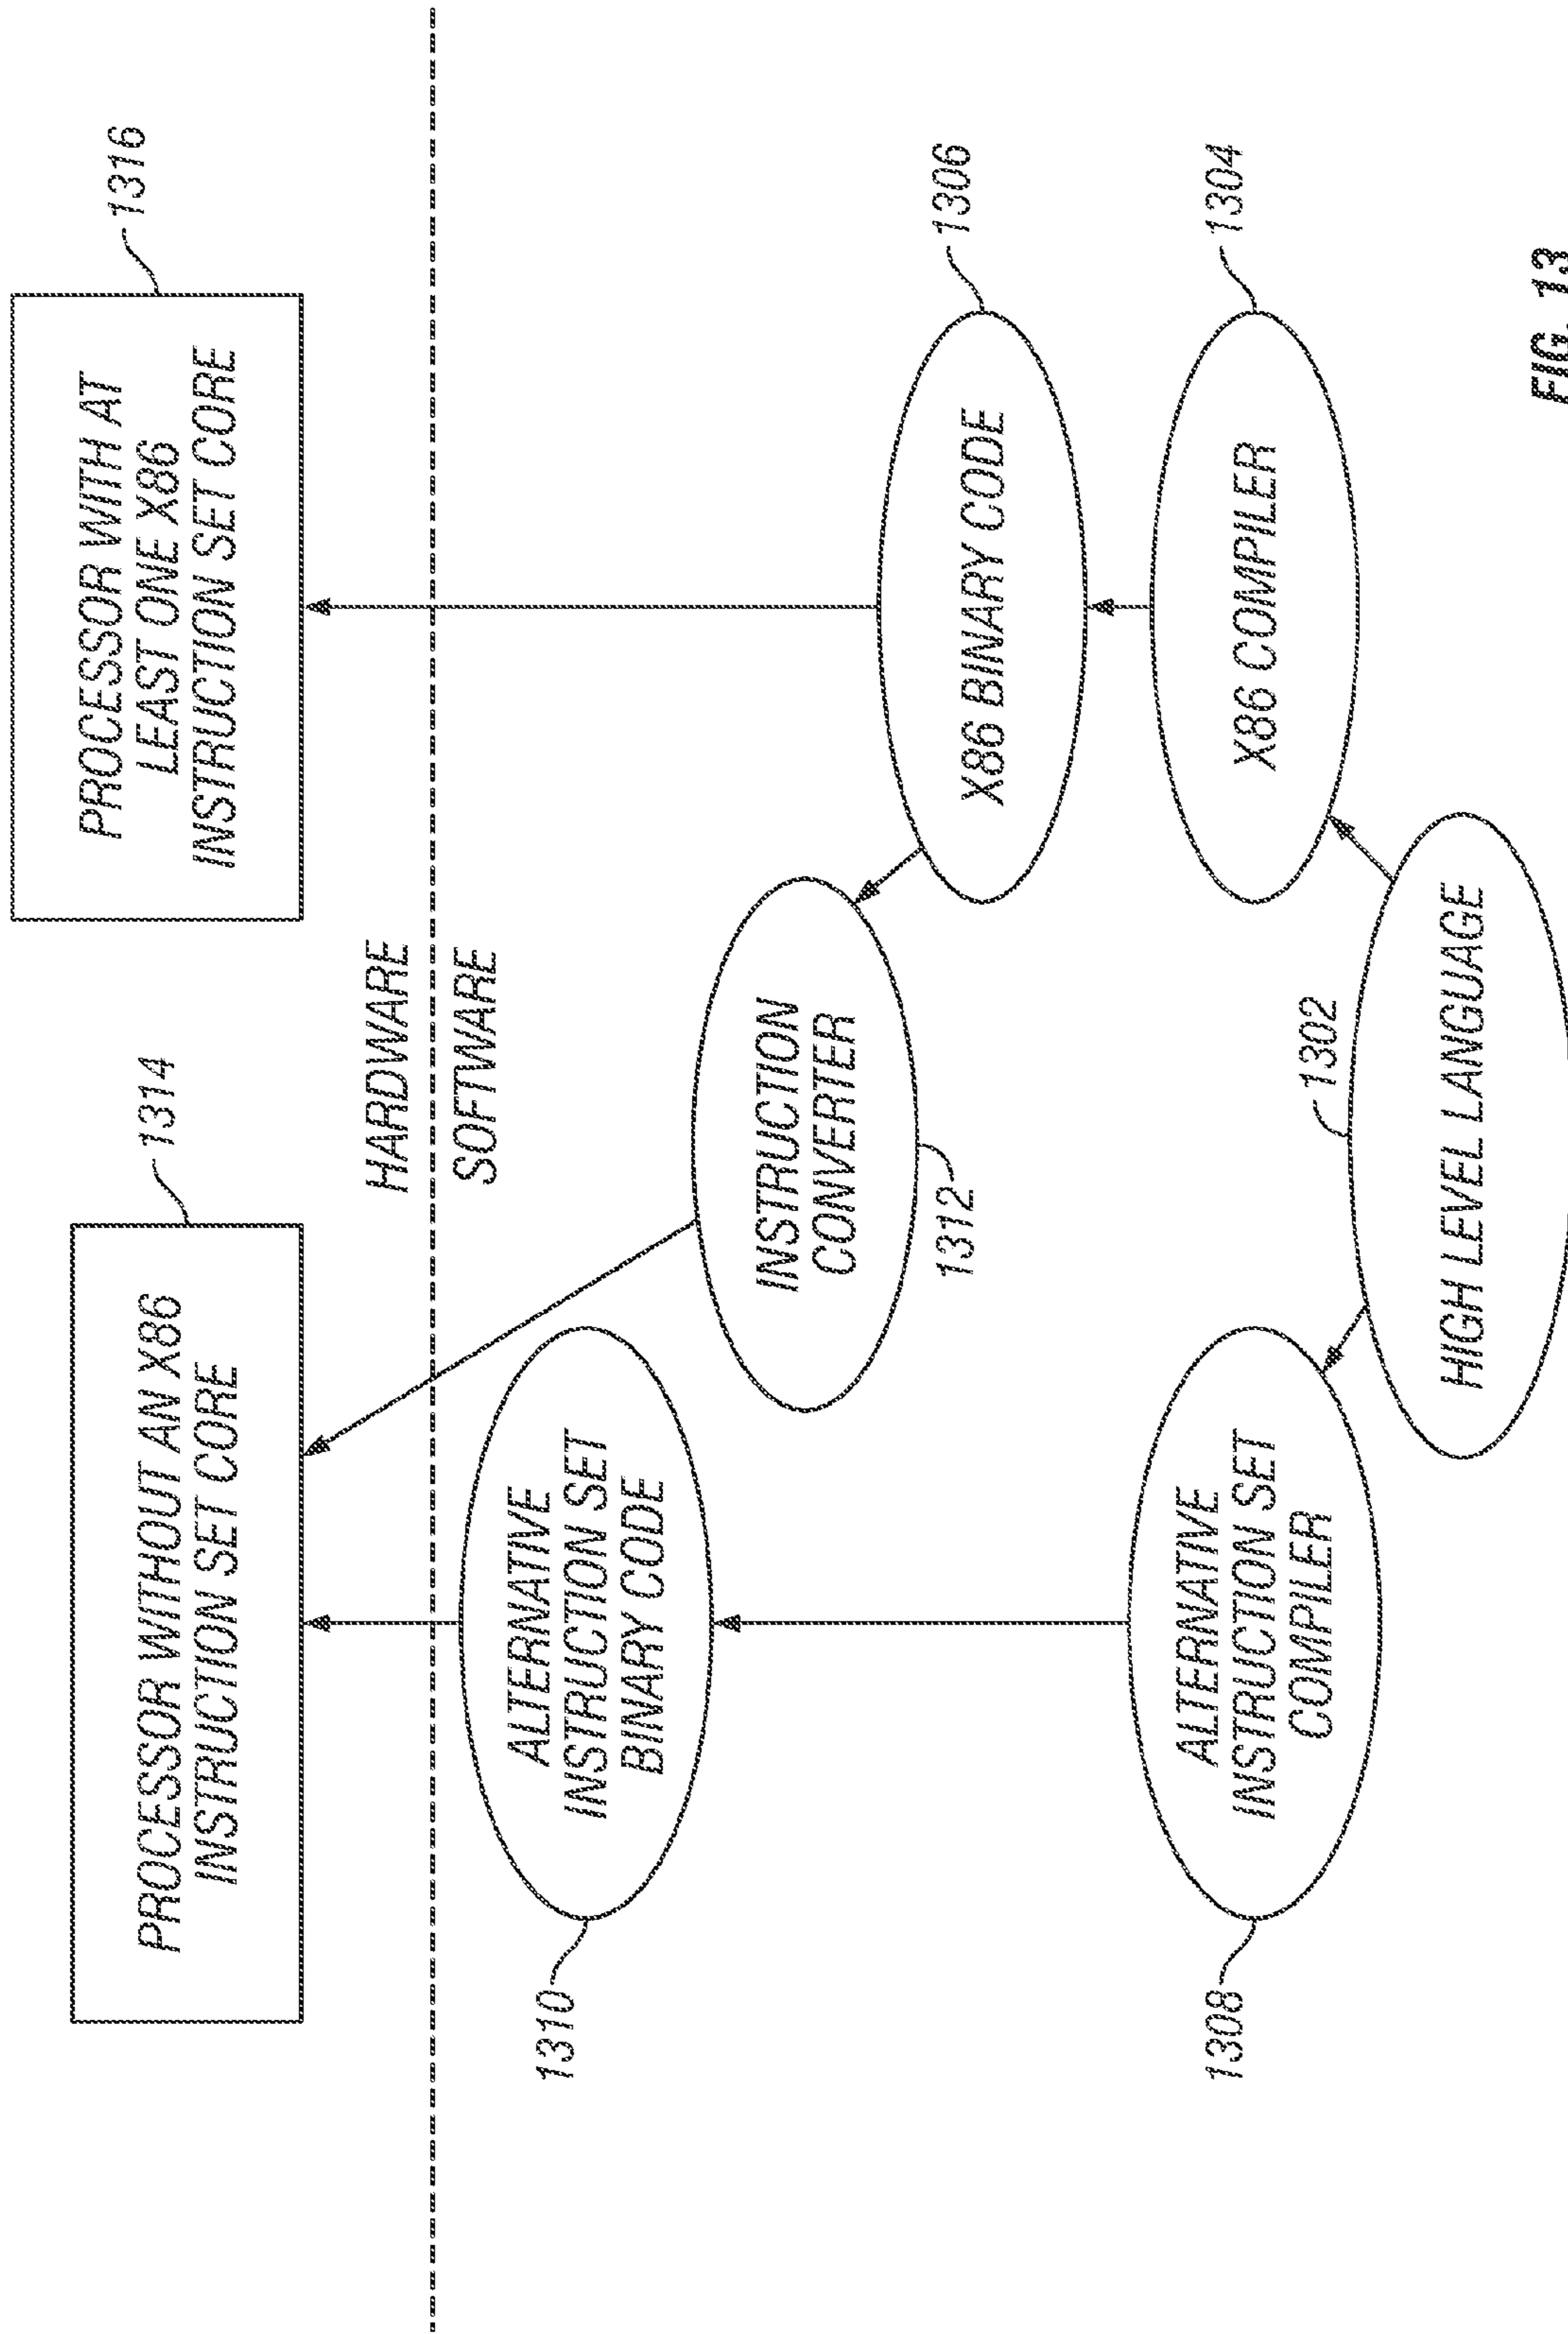 PROCESSOR WITHOUT AN X86
INSTRUCTION SET CORE
1314
PROCESSOR WITH AT
LEAST ONE X86
INSTRUCTION SET CORE
1316
HARDWARE
SOFTWARE
1310
ALTERNATIVE
INSTRUCTION SET
BINARY CODE
INSTRUCTION
CONVERTER
1312
X86 BINARY CODE
1306
1308
ALTERNATIVE
INSTRUCTION SET
COMPILER
X86 COMPILER
1304
1302
HIGH LEVEL LANGUAGE
FIG. 13